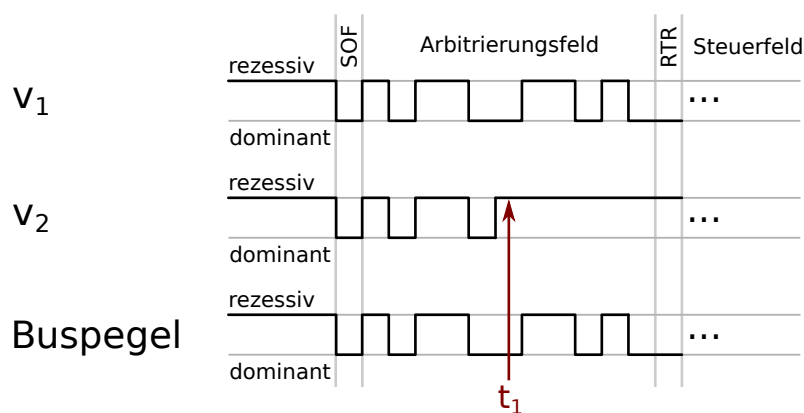 SOF
Arbitrierungsfeld
RTR
Steuerfeld
v1
rezessiv
dominant
...
v2
rezessiv
dominant
...
Buspegel
rezessiv
dominant
...
t1